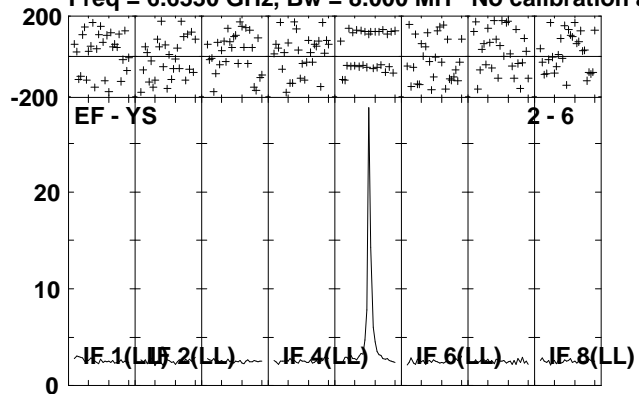 Freq = 6.6550 GHz, Bw = 8.000 MH No calibration a
200
-200
EF - YS 2 - 6
20
10
IF 1(LL) IF 2(LL) IF 4(LL) IF 6(LL) IF 8(LL)
0